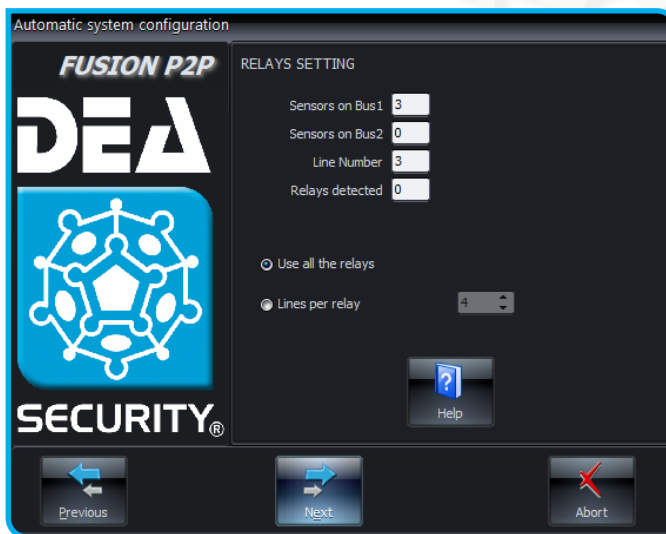 Automatic system configuration
FUSION P2P
DEA
SECURITY®
RELAYS SETTING
Sensors on Bus1 3
Sensors on Bus2 0
Line Number 3
Relays detected 0
Use all the relays
Lines per relay 4
?
Help
Previous
Next
Abort